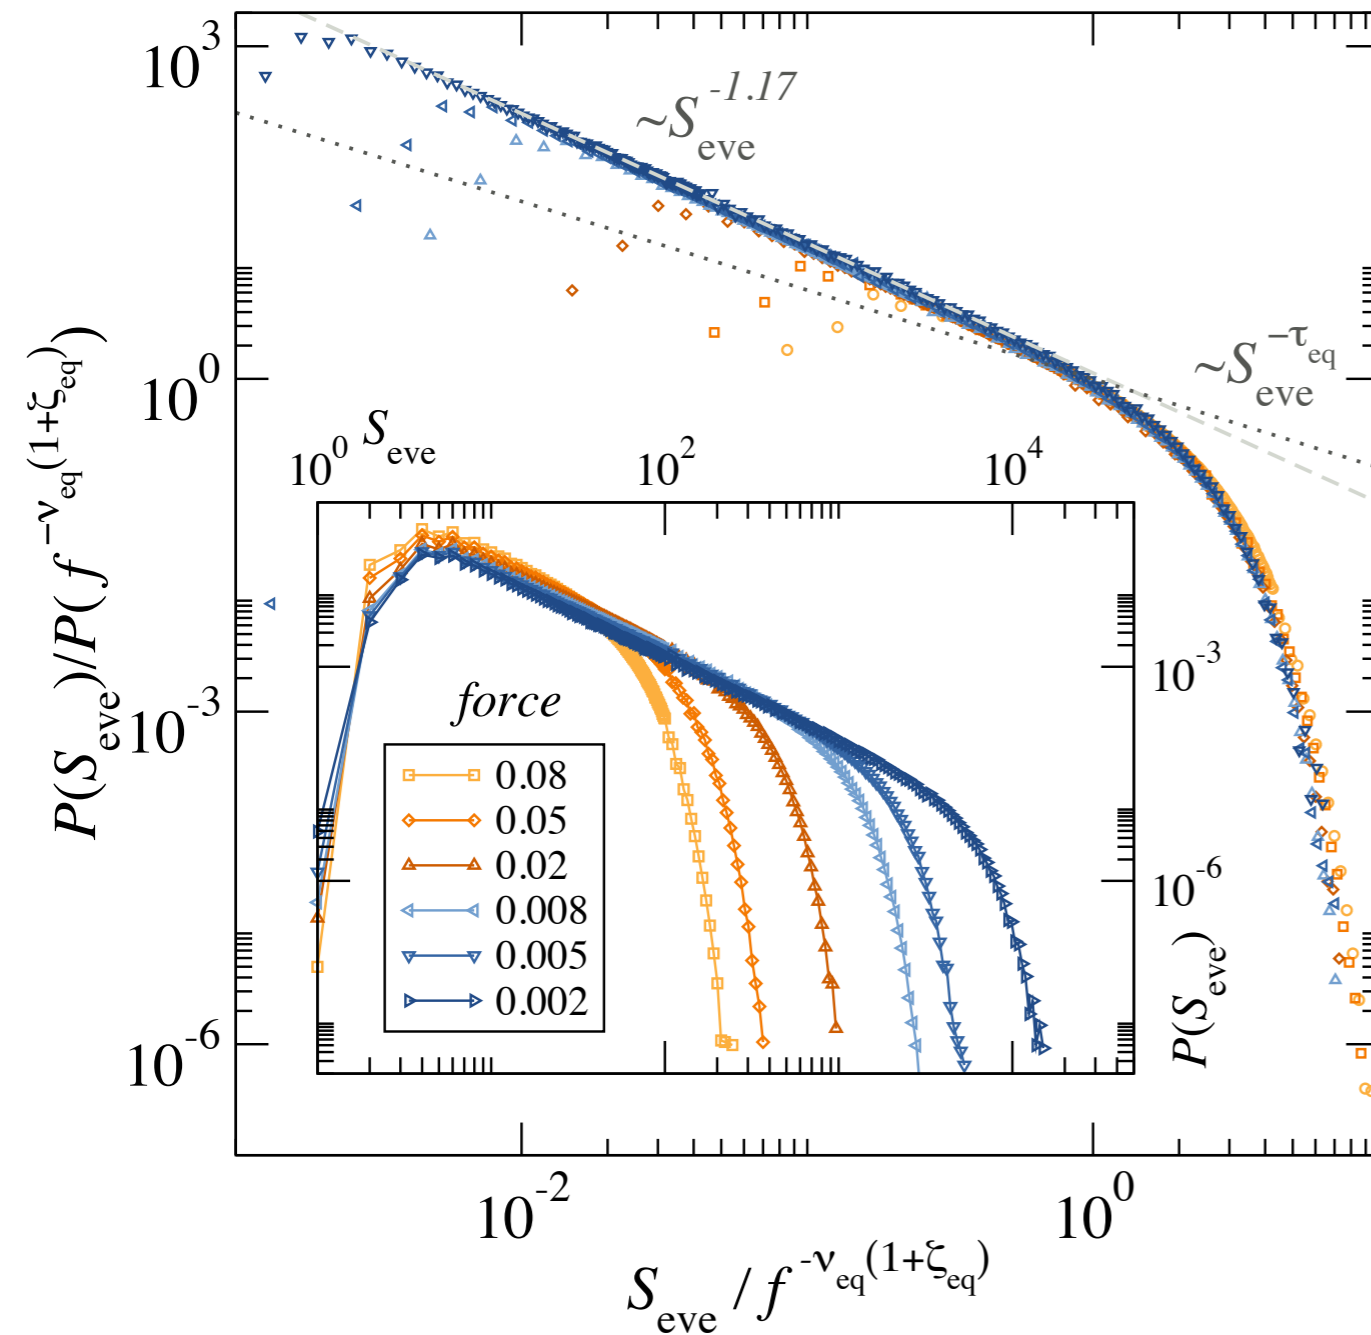 10^3
~S_eve^-1.17
10^0
~S_eve^−τ_eq
P(S_eve)/P(f^-ν_eq(1+ζ_eq))
10^0 S_eve 10^2 10^4
10^-3
10^-3
force
0.08
0.05
0.02
0.008
0.005
0.002
10^-6
P(S_eve)
10^-6
10^-2 10^0
S_eve / f^-ν_eq(1+ζ_eq)